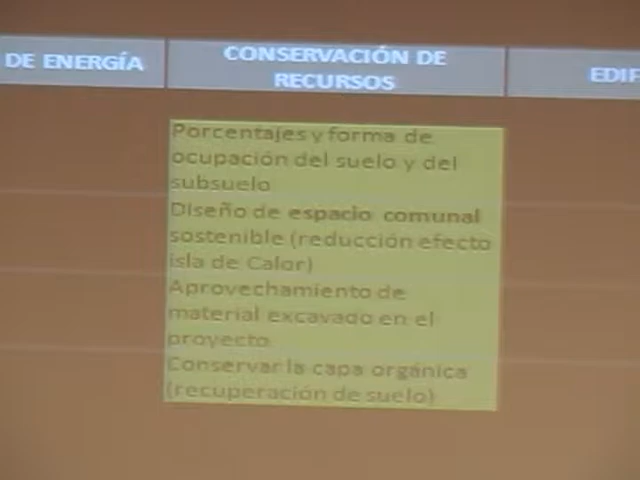 DE ENERGÍA
CONSERVACIÓN DE
RECURSOS
EDIF
Porcentajes y forma de
ocupación del suelo y del
subsuelo
Diseño de espacio comunal
sostenible (reducción efecto
isla de Calor)
Aprovechamiento de
material excavado en el
proyecto
Conservar la capa orgánica
(recuperación de suelo)